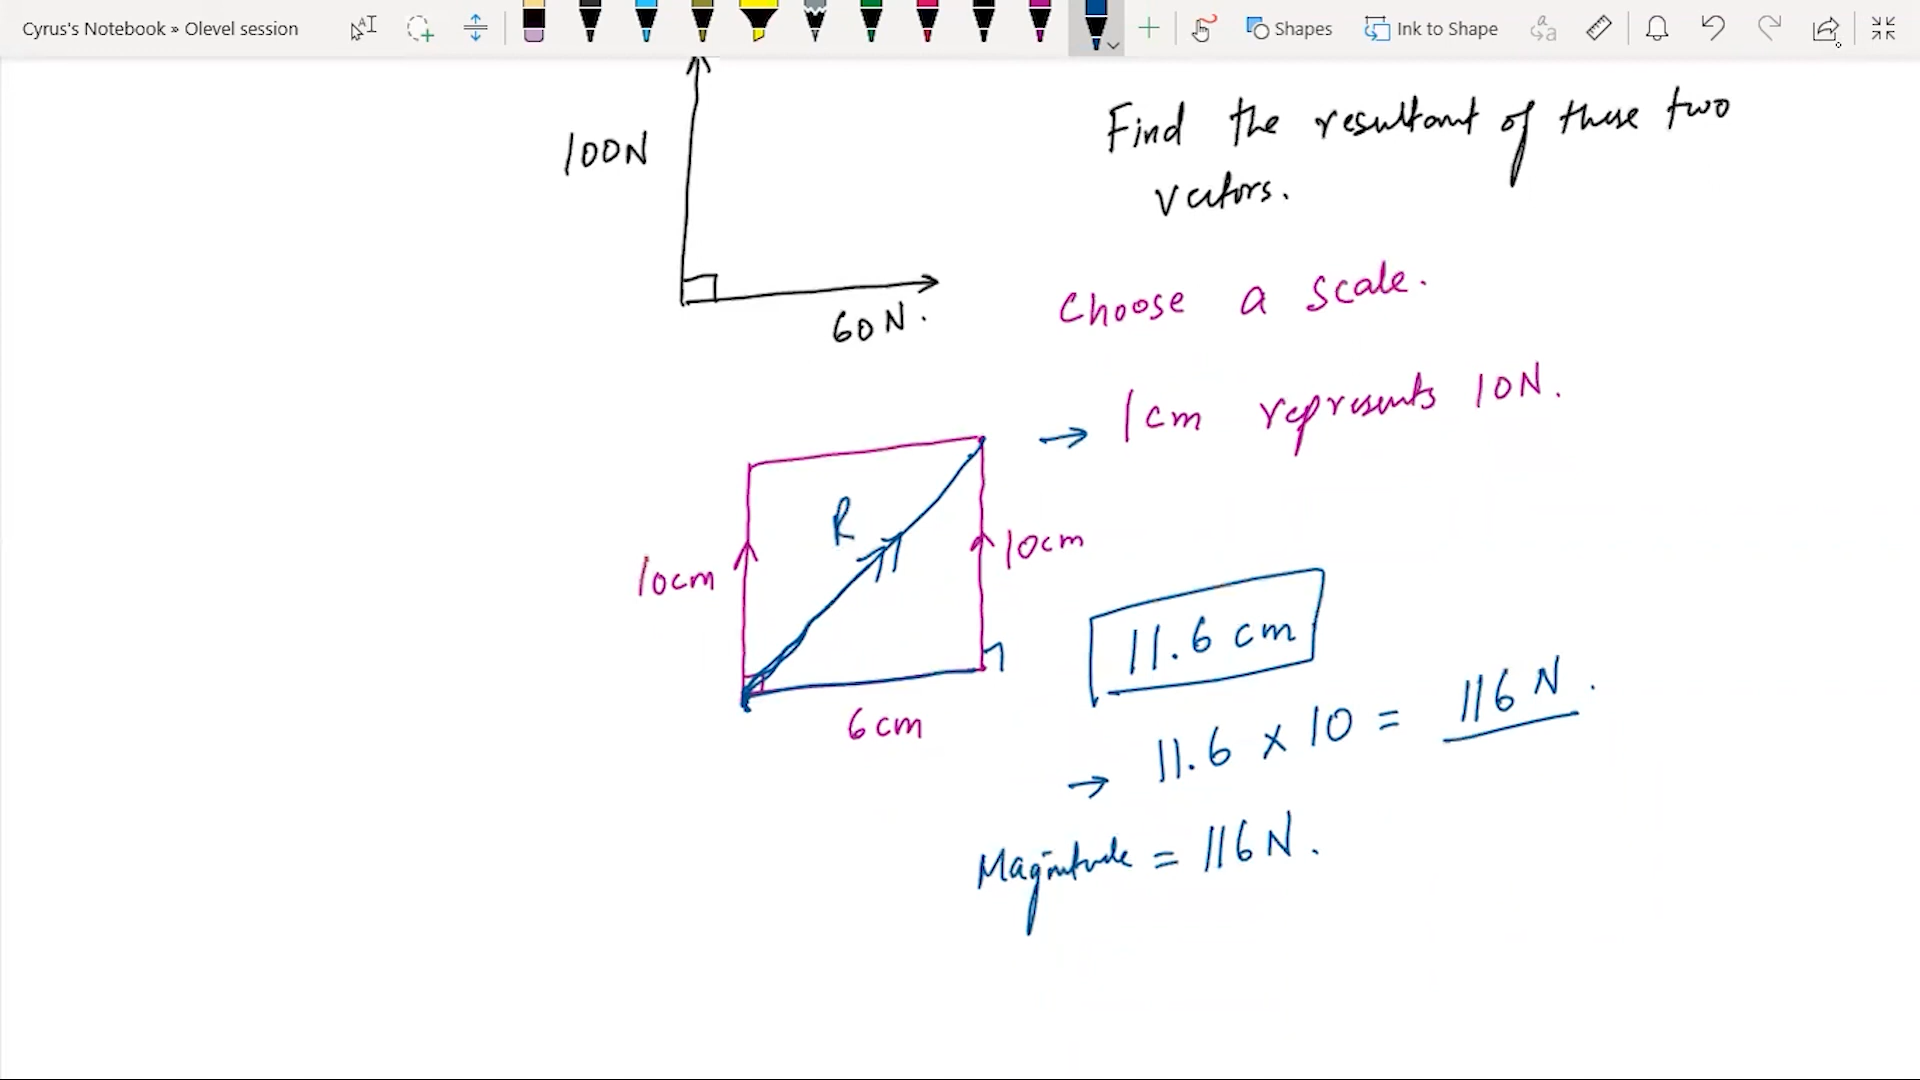 Cyrus's Notebook » Olevel session
Shapes
Ink to Shape
100N
Find the resultant of these two
vectors.
60N.
Choose a scale.
→ 1cm represents 10N.
R
10cm
10cm
11.6 cm
6cm
→ 11.6 x 10 = 116 N.
Magnitude = 116N.